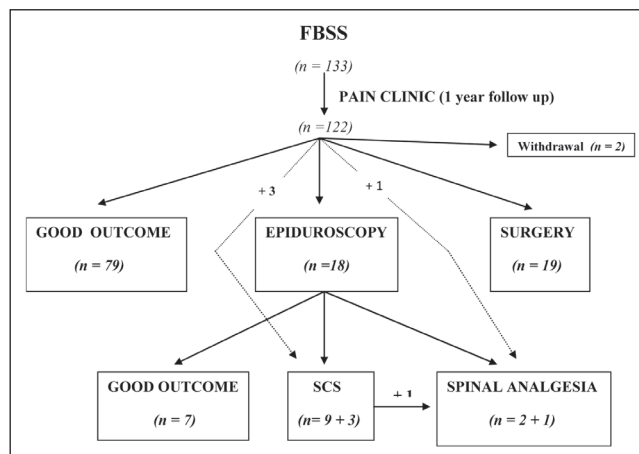 FBSS
(n = 133)
PAIN CLINIC (1 year follow up)
(n=122)
Withdrawal (n = 2)
+ 3
+ 1
GOOD OUTCOME
(n = 79)
EPIDUROSCOPY
(n =18)
SURGERY
(n = 19)
GOOD OUTCOME
(n = 7)
SCS
(n= 9 + 3)
+ 1
SPINAL ANALGESIA
(n = 2 + 1)